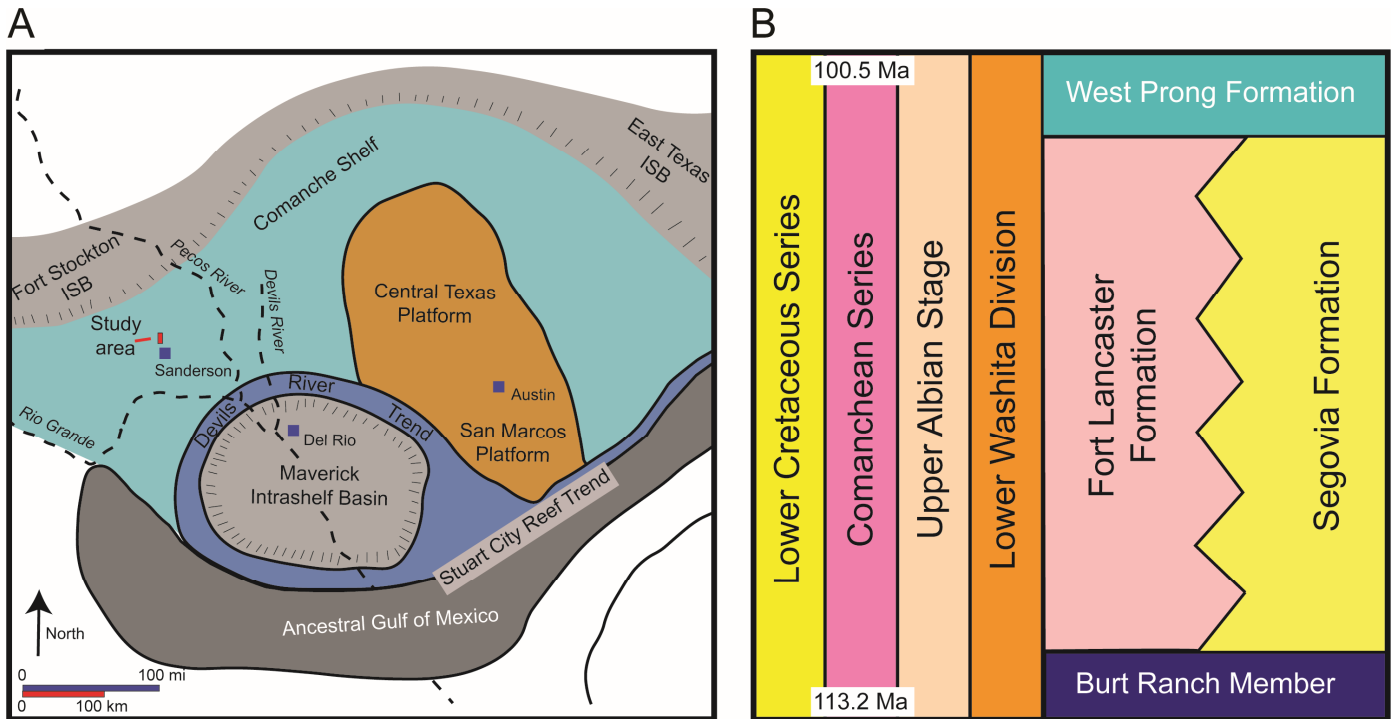 A
Comanche Shelf
East Texas
ISB
Fort Stockton
ISB
Pecos River
Devils River
Study
area
Sanderson
Central Texas
Platform
Austin
San Marcos
Platform
Rio Grande
Devils
River
Trend
Del Rio
Maverick
Intrashelf Basin
Stuart City Reef Trend
Ancestral Gulf of Mexico
North
0
100 mi
0
100 km
B
100.5 Ma
113.2 Ma
Lower Cretaceous Series
Comanchean Series
Upper Albian Stage
Lower Washita Division
West Prong Formation
Fort Lancaster
Formation
Segovia Formation
Burt Ranch Member